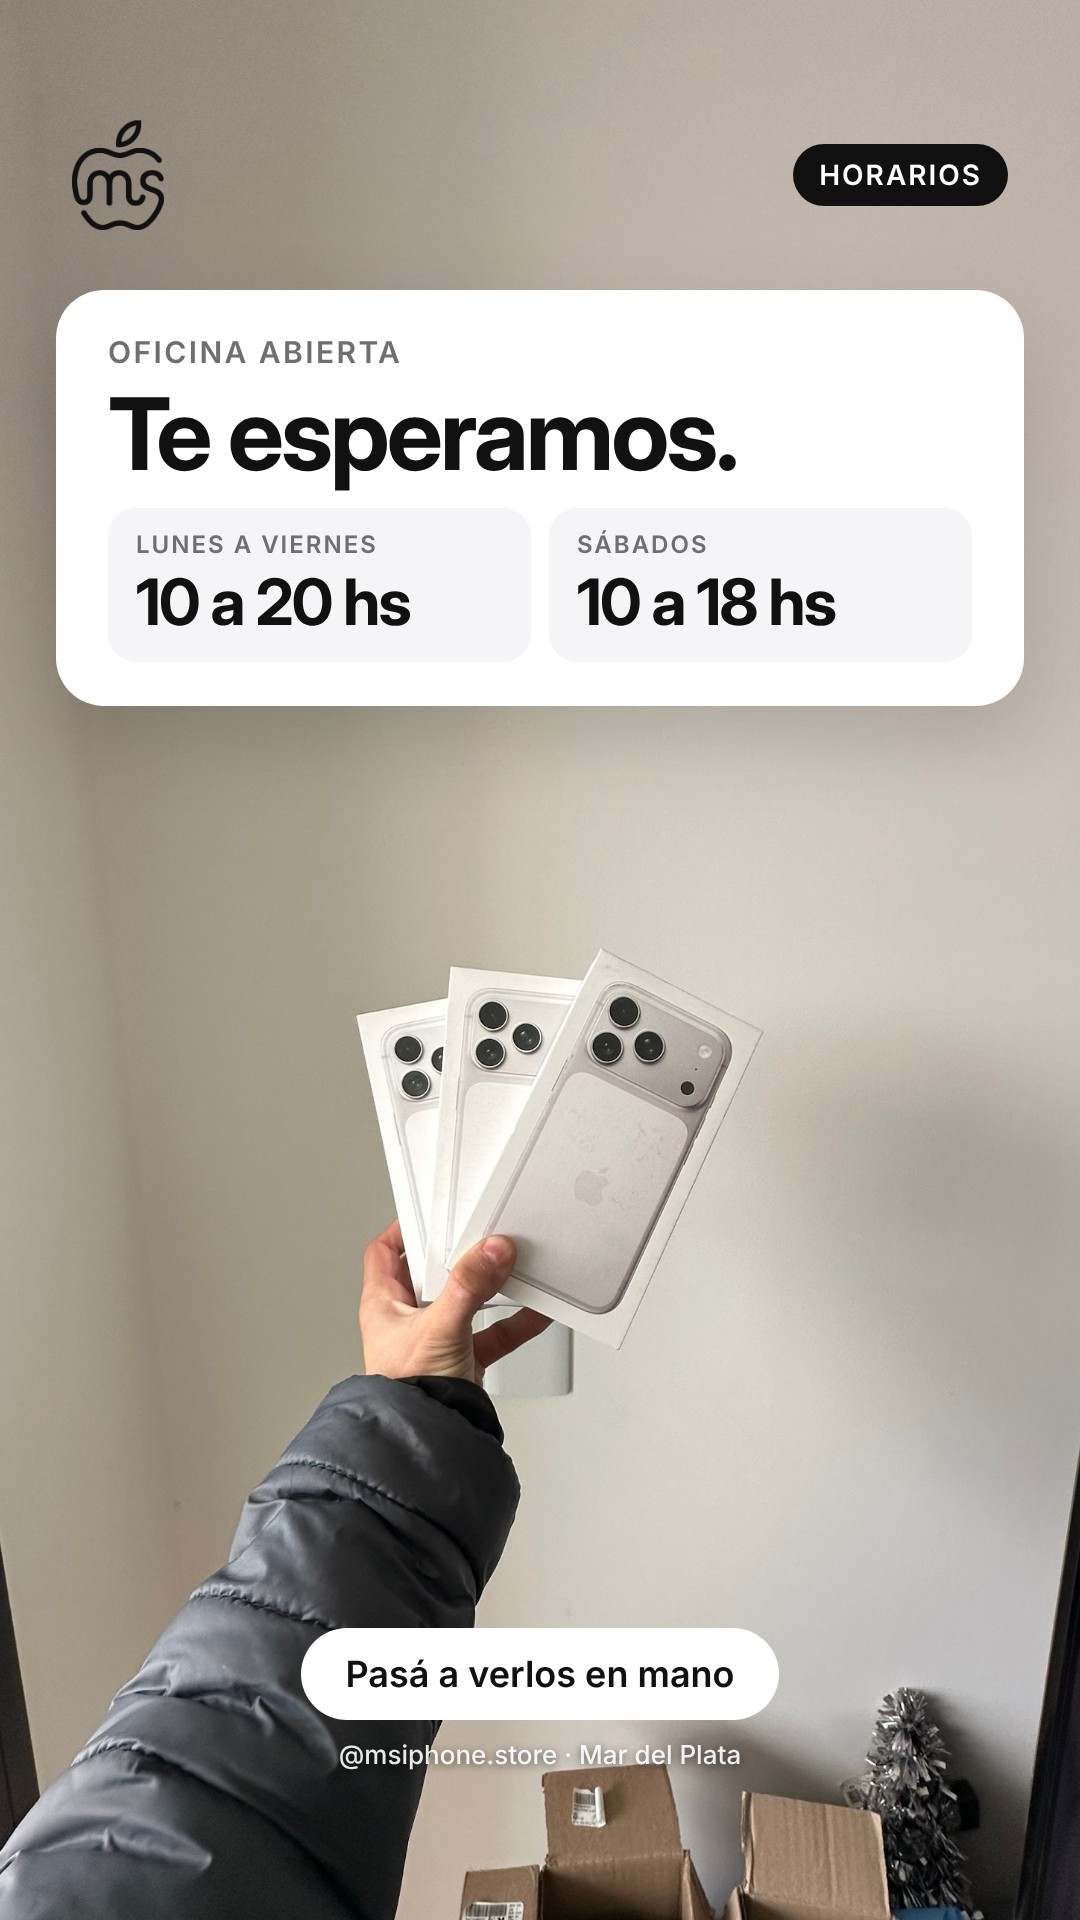 ms
HORARIOS
OFICINA ABIERTA
Te esperamos.
LUNES A VIERNES
10 a 20 hs
SÁBADOS
10 a 18 hs
Pasá a verlos en mano
@msiphone.store · Mar del Plata